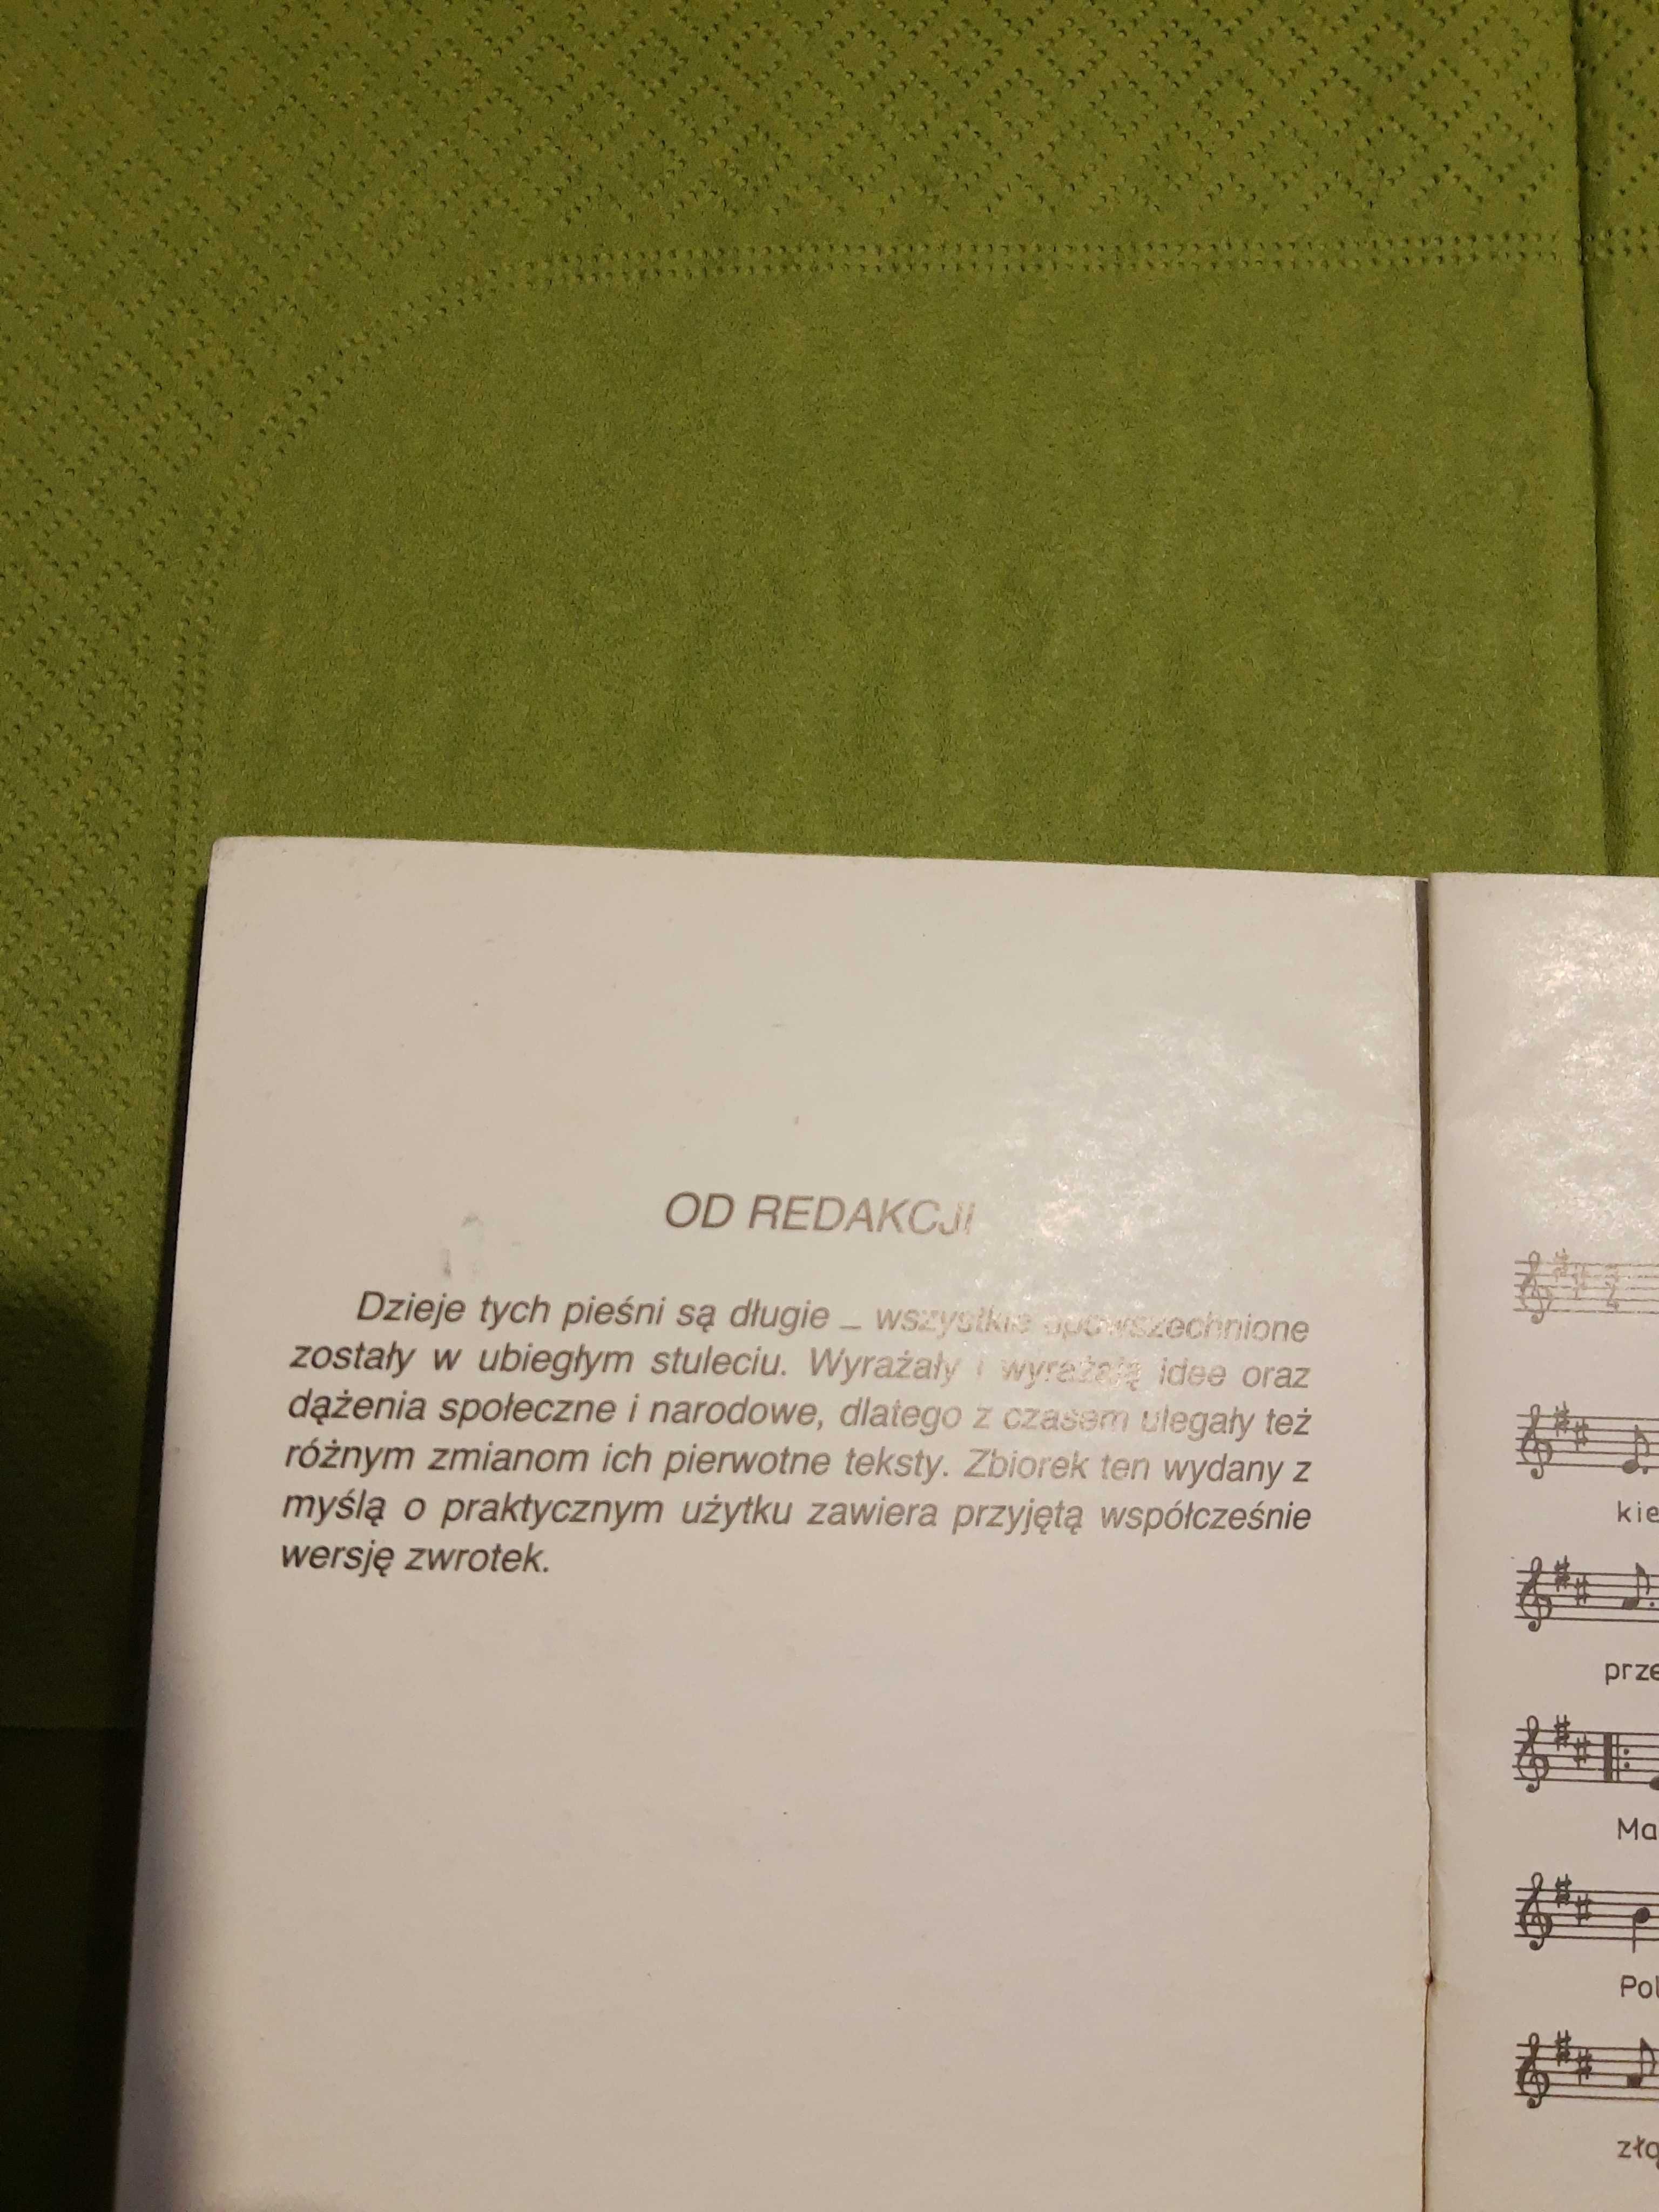 OD REDAKCJI
Dzieje tych pieśni są długie _ wszystkie upowszechnione
zostały w ubiegłym stuleciu. Wyrażały i wyrażają idee oraz
dążenia społeczne i narodowe, dlatego z czasem ulegały też
różnym zmianom ich pierwotne teksty. Zbiorek ten wydany z
myślą o praktycznym użytku zawiera przyjętą współcześnie
wersję zwrotek.
kie
prze
Ma
Pol
złą